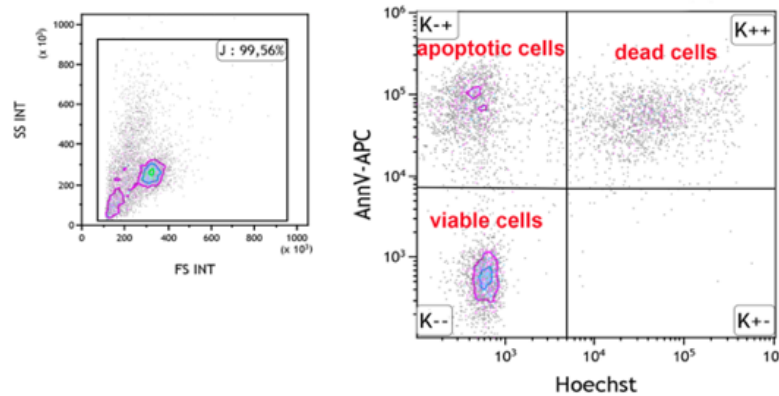 (x 10³)
1000
800
600
400
200
0
SS INT
J : 99,56%
0 200 400 600 800 1000
(x 10³)
FS INT
10⁶
10⁵
10⁴
10³
AnnV-APC
K-+
K++
apoptotic cells
dead cells
viable cells
K--
K+-
10³ 10⁴ 10⁵ 10⁶
Hoechst